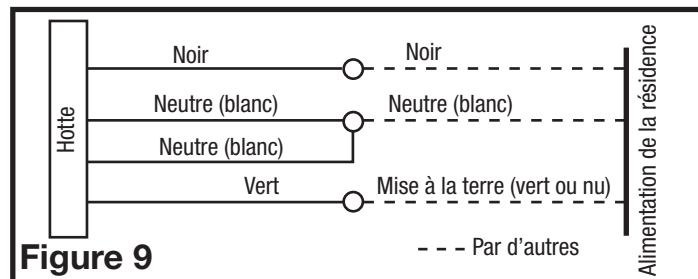 Noir
Noir
Neutre (blanc)
Neutre (blanc)
Hotte
Neutre (blanc)
Vert
Mise à la terre (vert ou nu)
Alimentation de la résidence
Figure 9
Par d’autres